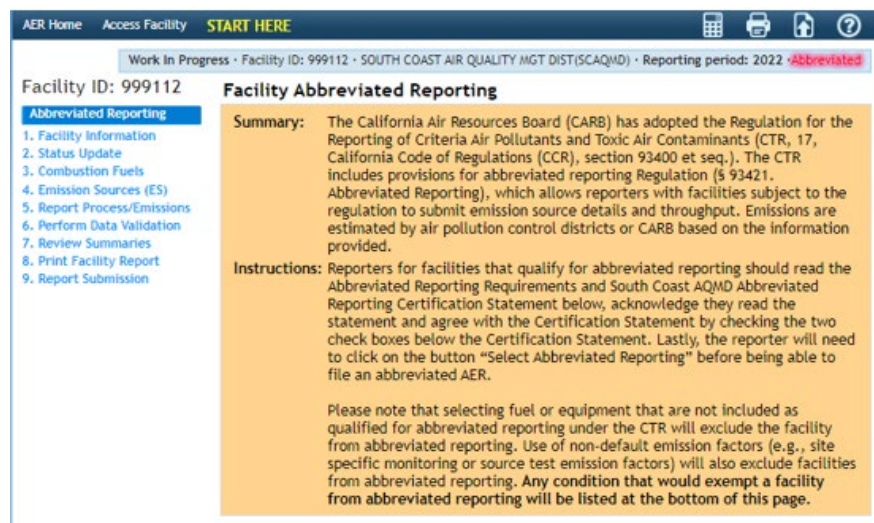 AER Home Access Facility START HERE
Work In Progress · Facility ID: 999112 · SOUTH COAST AIR QUALITY MGT DIST(SCAQMD) · Reporting period: 2022 ·Abbreviated
Facility ID: 999112
Abbreviated Reporting
1. Facility Information
2. Status Update
3. Combustion Fuels
4. Emission Sources (ES)
5. Report Process/Emissions
6. Perform Data Validation
7. Review Summaries
8. Print Facility Report
9. Report Submission
Facility Abbreviated Reporting
Summary: The California Air Resources Board (CARB) has adopted the Regulation for the
Reporting of Criteria Air Pollutants and Toxic Air Contaminants (CTR, 17,
California Code of Regulations (CCR), section 93400 et seq.). The CTR
includes provisions for abbreviated reporting Regulation (§ 93421.
Abbreviated Reporting), which allows reporters with facilities subject to the
regulation to submit emission source details and throughput. Emissions are
estimated by air pollution control districts or CARB based on the information
provided.
Instructions: Reporters for facilities that qualify for abbreviated reporting should read the
Abbreviated Reporting Requirements and South Coast AQMD Abbreviated
Reporting Certification Statement below, acknowledge they read the
statement and agree with the Certification Statement by checking the two
check boxes below the Certification Statement. Lastly, the reporter will need
to click on the button “Select Abbreviated Reporting” before being able to
file an abbreviated AER.
Please note that selecting fuel or equipment that are not included as
qualified for abbreviated reporting under the CTR will exclude the facility
from abbreviated reporting. Use of non-default emission factors (e.g., site
specific monitoring or source test emission factors) will also exclude facilities
from abbreviated reporting. Any condition that would exempt a facility
from abbreviated reporting will be listed at the bottom of this page.